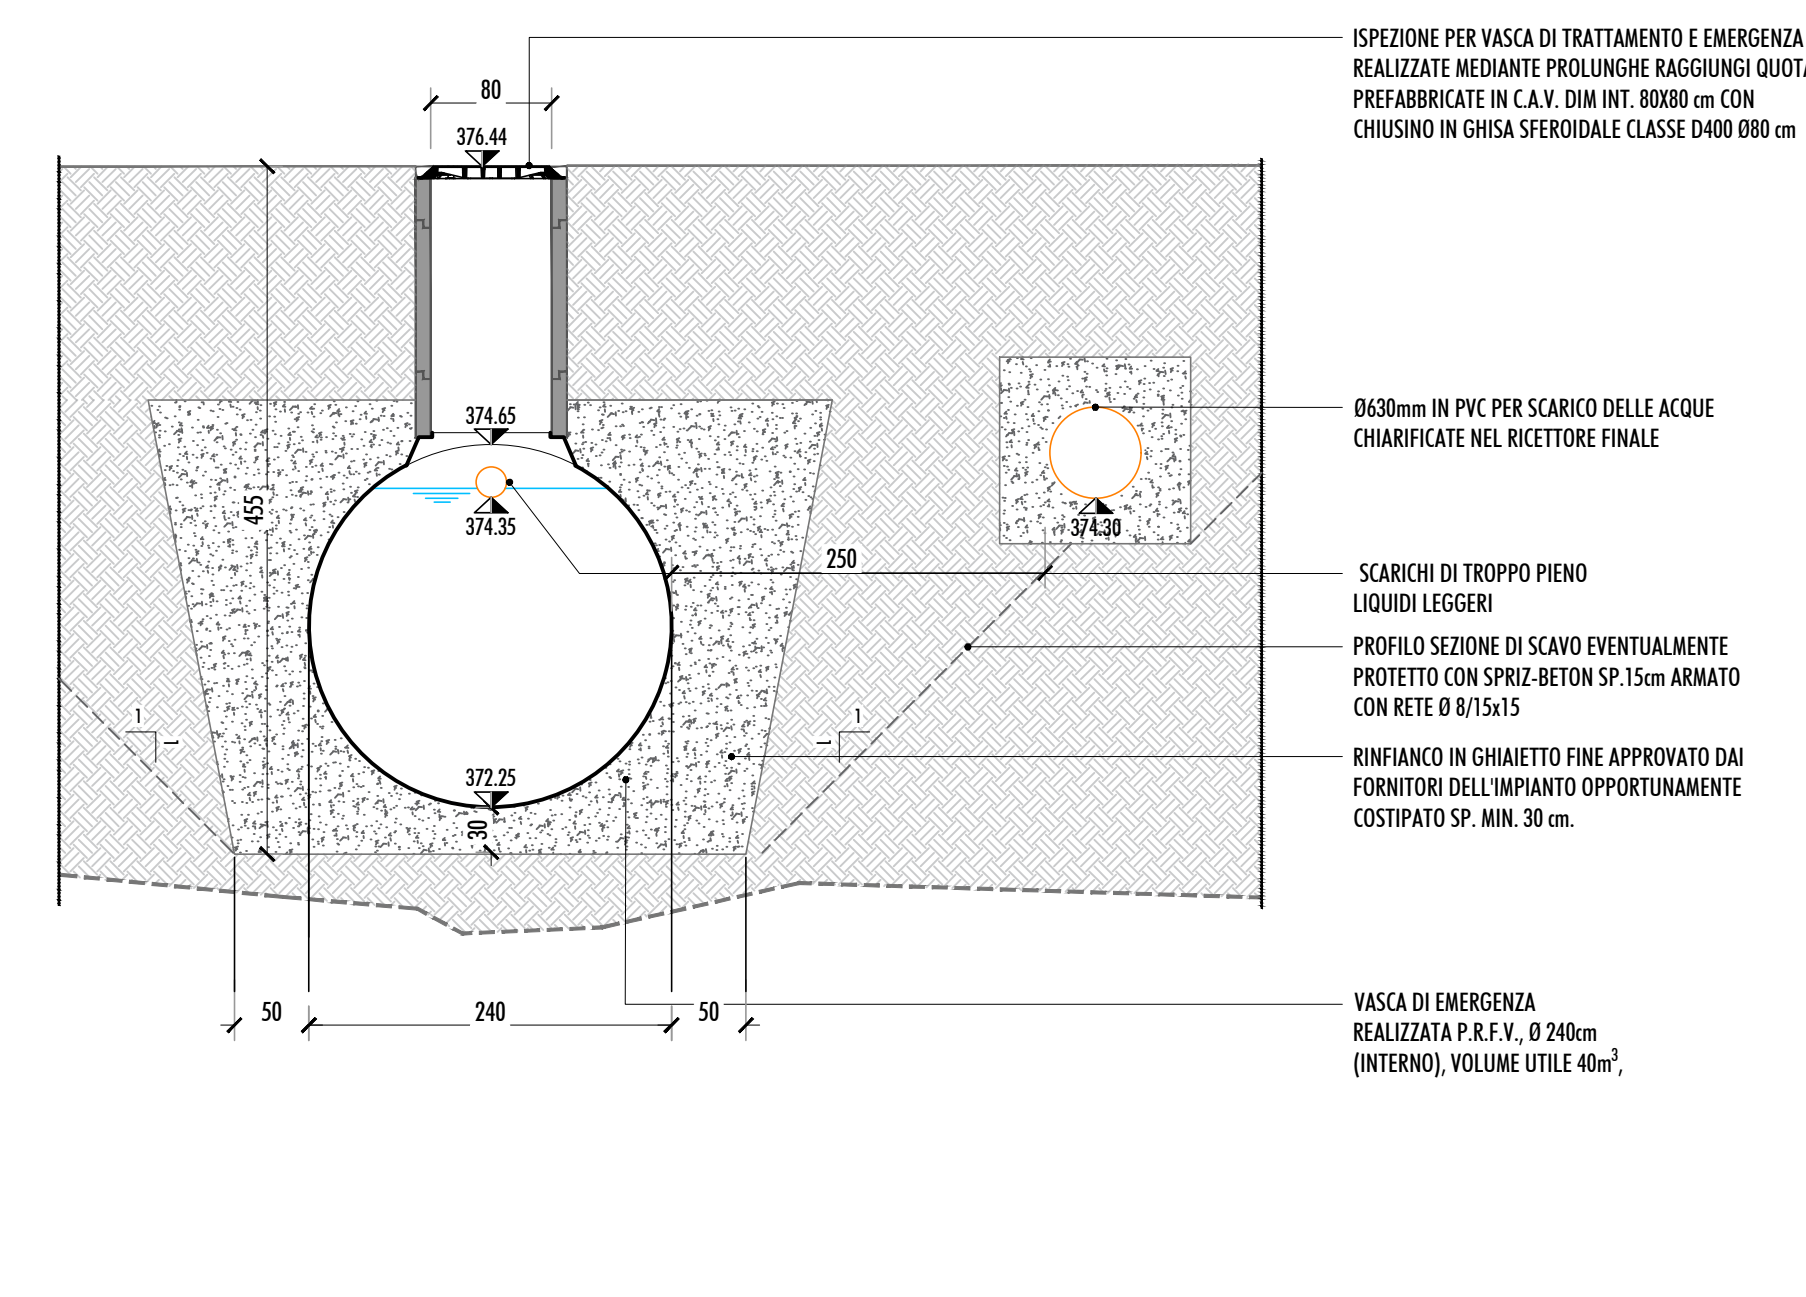 ISPEZIONE PER VASCA DI TRATTAMENTO E EMERGENZA
REALIZZATE MEDIANTE PROLUNGHE RAGGIUNGI QUOTA
PREFABBRICATE IN C.A.V. DIM INT. 80X80 cm CON
CHIUSINO IN GHISA SFEROIDALE CLASSE D400 Ø80 cm
80
376.44
Ø630mm IN PVC PER SCARICO DELLE ACQUE
CHIARIFICATE NEL RICETTORE FINALE
374.65
455
374.35
374.30
250
SCARICHI DI TROPPO PIENO
LIQUIDI LEGGERI
PROFILO SEZIONE DI SCAVO EVENTUALMENTE
PROTETTO CON SPRIZ-BETON SP.15cm ARMATO
CON RETE Ø 8/15x15
1
1
1
1
RINFIANCO IN GHIAIETTO FINE APPROVATO DAI
FORNITORI DELL'IMPIANTO OPPORTUNAMENTE
COSTIPATO SP. MIN. 30 cm.
372.25
30
50
240
50
VASCA DI EMERGENZA
REALIZZATA P.R.F.V., Ø 240cm
(INTERNO), VOLUME UTILE 40m³,